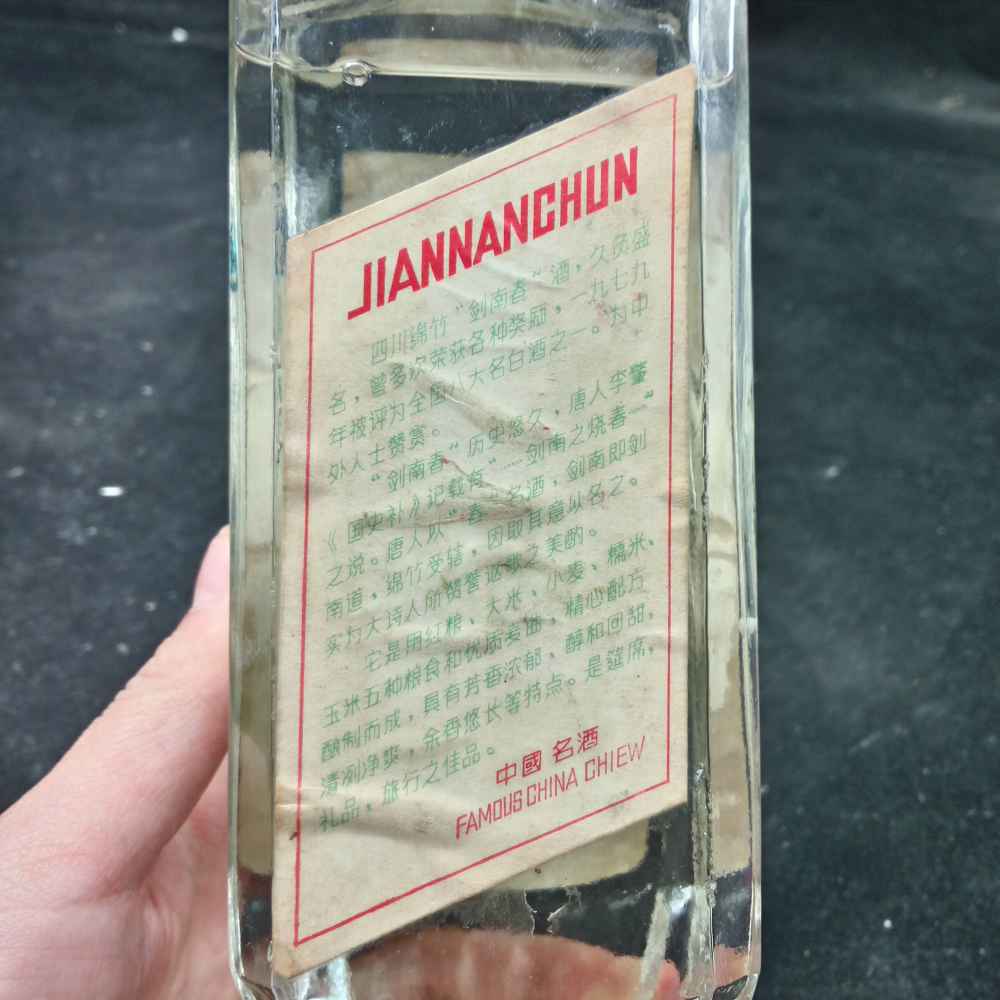 JIANNANCHUN
四川绵竹“剑南春”酒，久负盛
名，曾多次荣获各种奖励，一九七九
年被评为全国八大名白酒之一。为中
外人士赞赏。
“剑南春”历史悠久，唐人李肇
《国史补》记载有“…剑南之烧春…”
之说。唐人以“春”名酒，剑南即剑
南道，绵竹受辖，因取其意以名之。
实为大诗人所赞誉讴歌之美酌。
它是用红粮、大米、小麦、糯米、
玉米五种粮食和优质麦曲，精心配方
酿制而成，具有芳香浓郁，醇和回甜，
清冽净爽，余香悠长等特点。是筵席，
礼品，旅行之佳品。
中國名酒
FAMOUS CHINA CHIEW